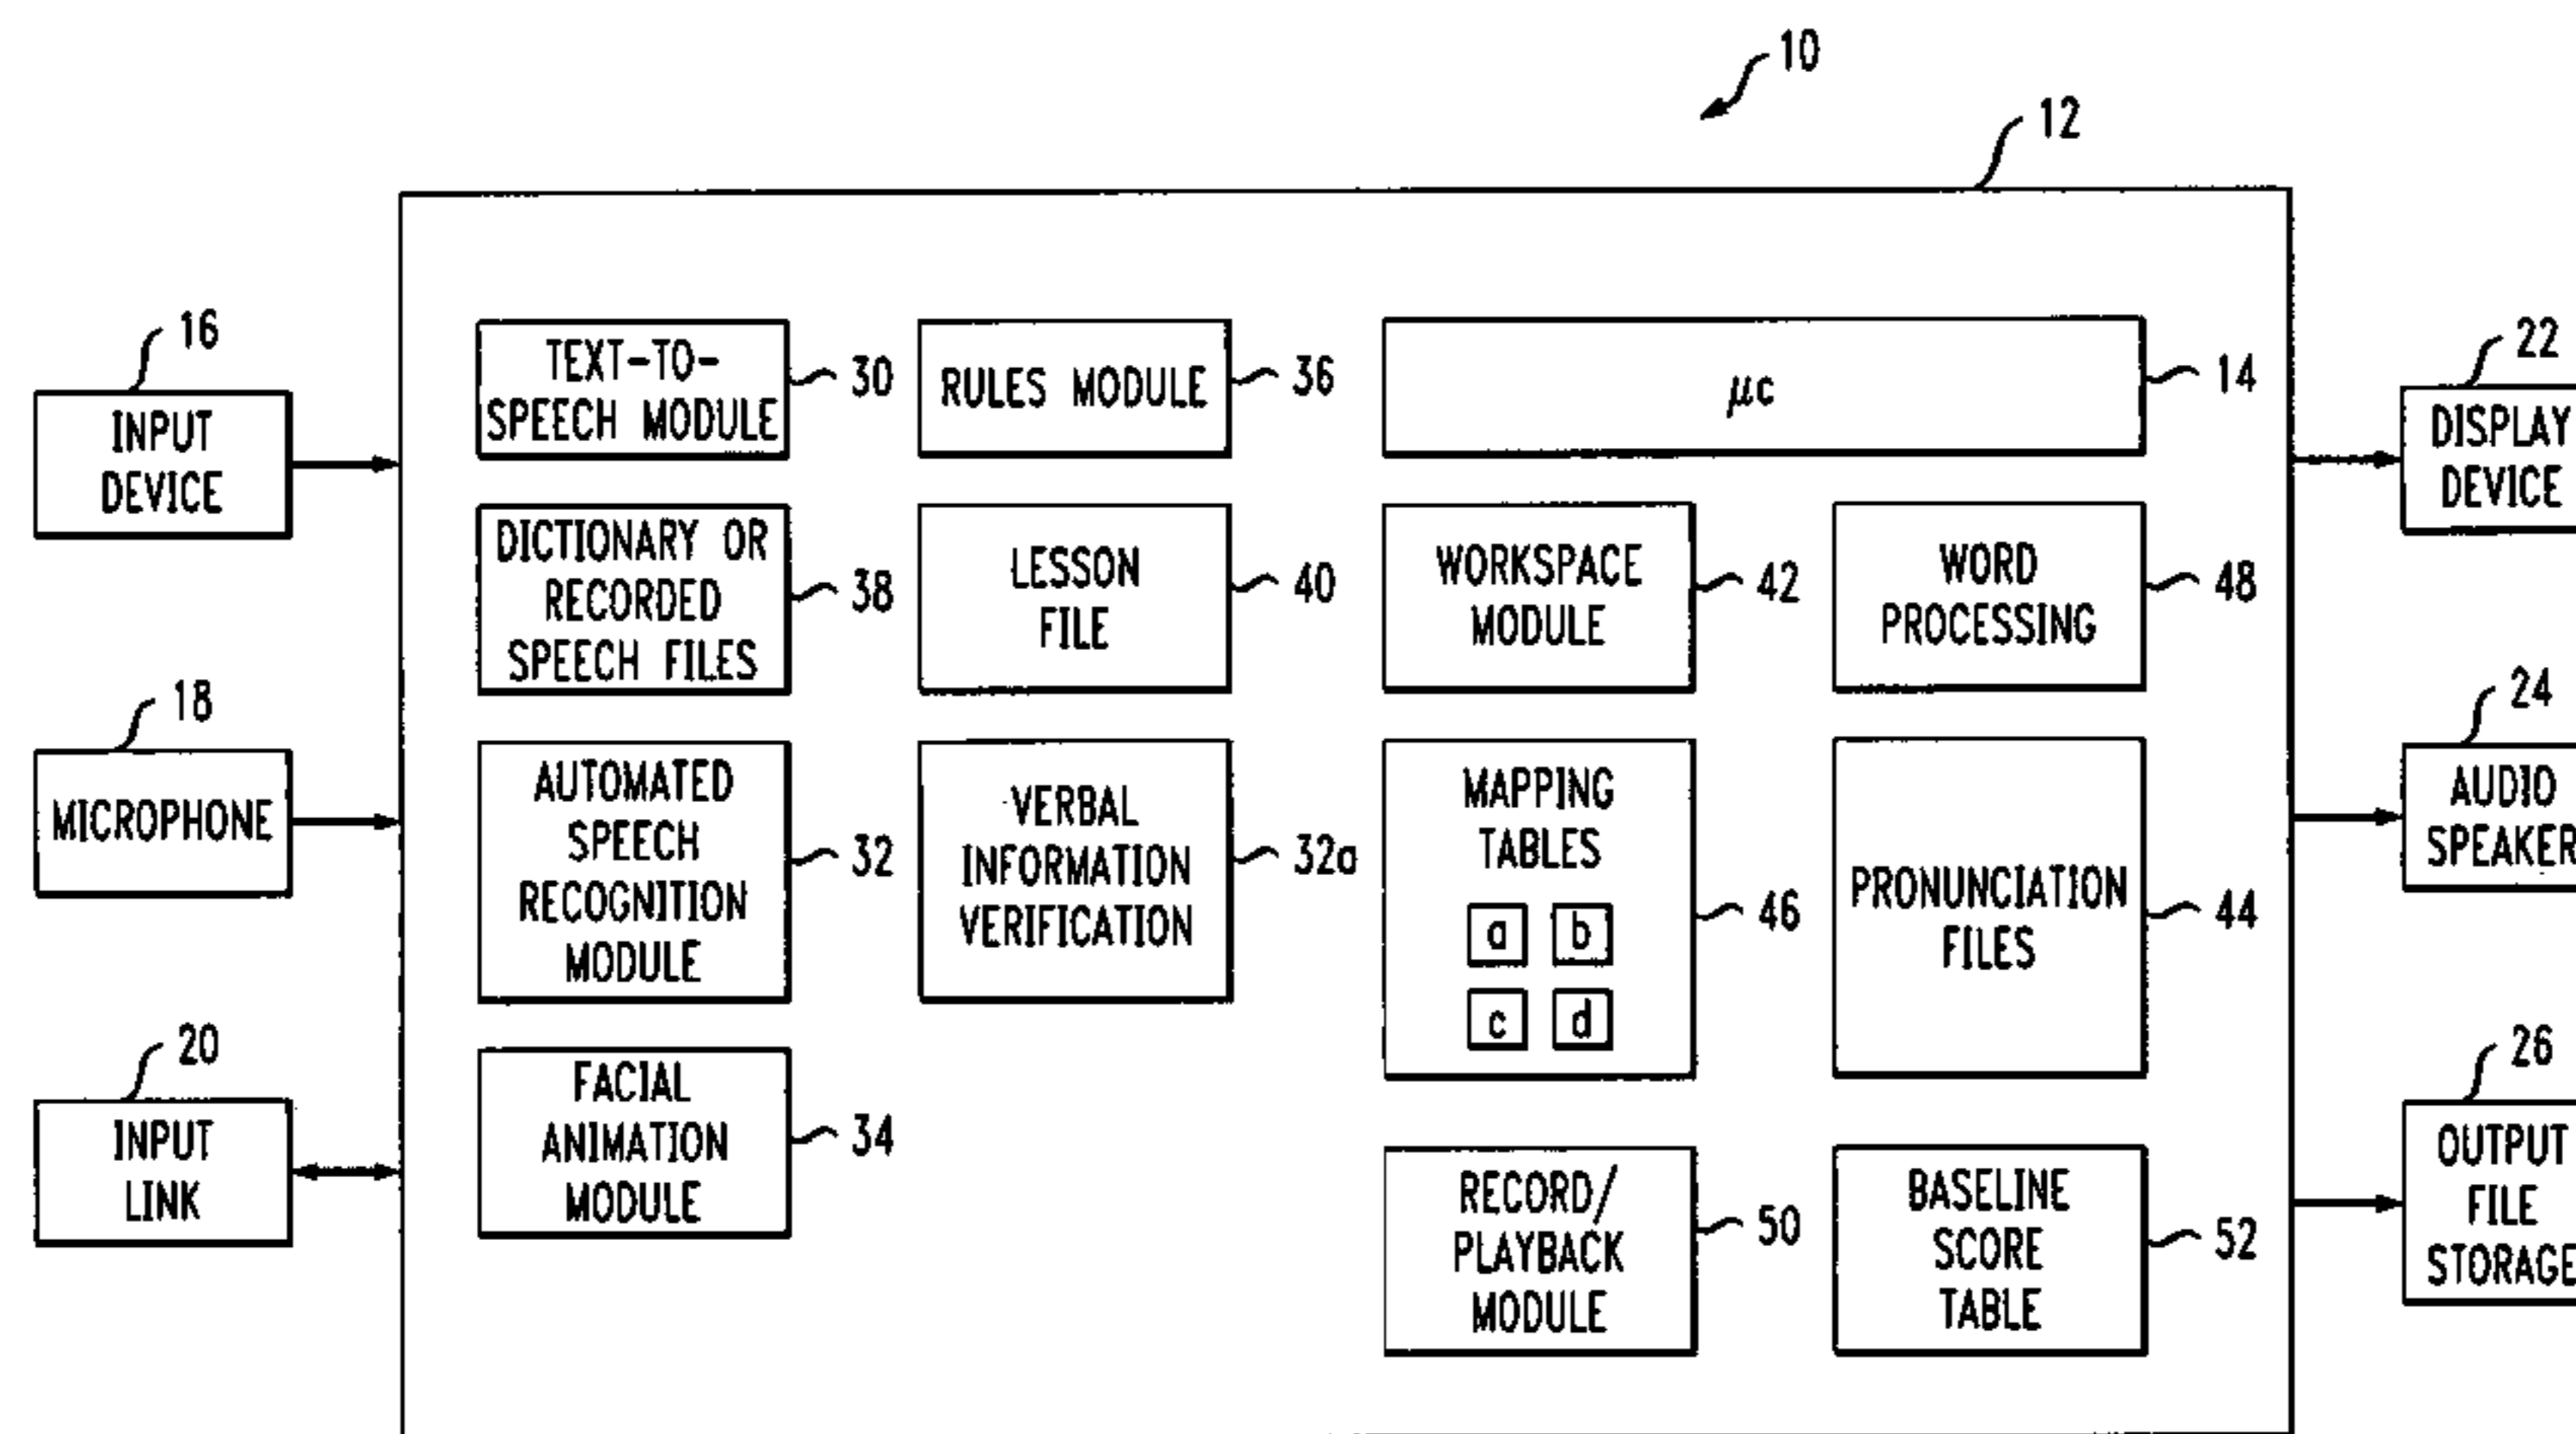 10
12
16
INPUT
DEVICE
18
MICROPHONE
20
INPUT
LINK
TEXT-TO-
SPEECH MODULE
30
RULES MODULE
36
μc
14
DICTIONARY OR
RECORDED
SPEECH FILES
38
LESSON
FILE
40
WORKSPACE
MODULE
42
WORD
PROCESSING
48
AUTOMATED
SPEECH
RECOGNITION
MODULE
32
VERBAL
INFORMATION
VERIFICATION
32a
MAPPING
TABLES
a b
c d
46
PRONUNCIATION
FILES
44
FACIAL
ANIMATION
MODULE
34
RECORD/
PLAYBACK
MODULE
50
BASELINE
SCORE
TABLE
52
22
DISPLAY
DEVICE
24
AUDIO
SPEAKER
26
OUTPUT
FILE
STORAGE